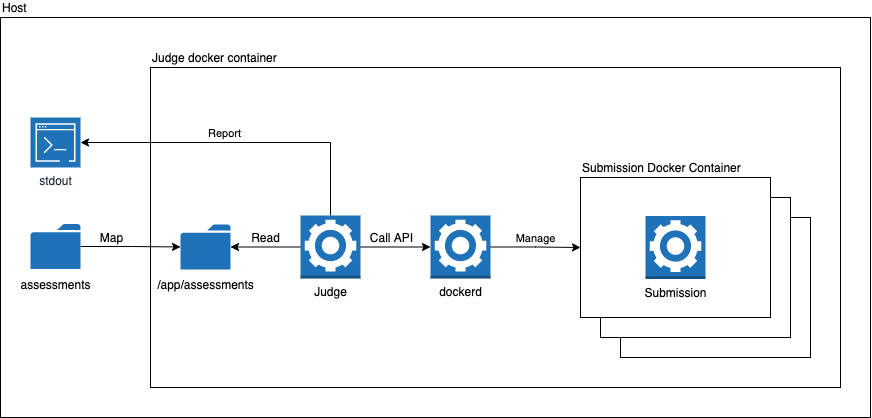 Host
Judge docker container
Report
stdout
Submission Docker Container
Map
Read
Call API
Manage
assessments
/app/assessments
Judge
dockerd
Submission